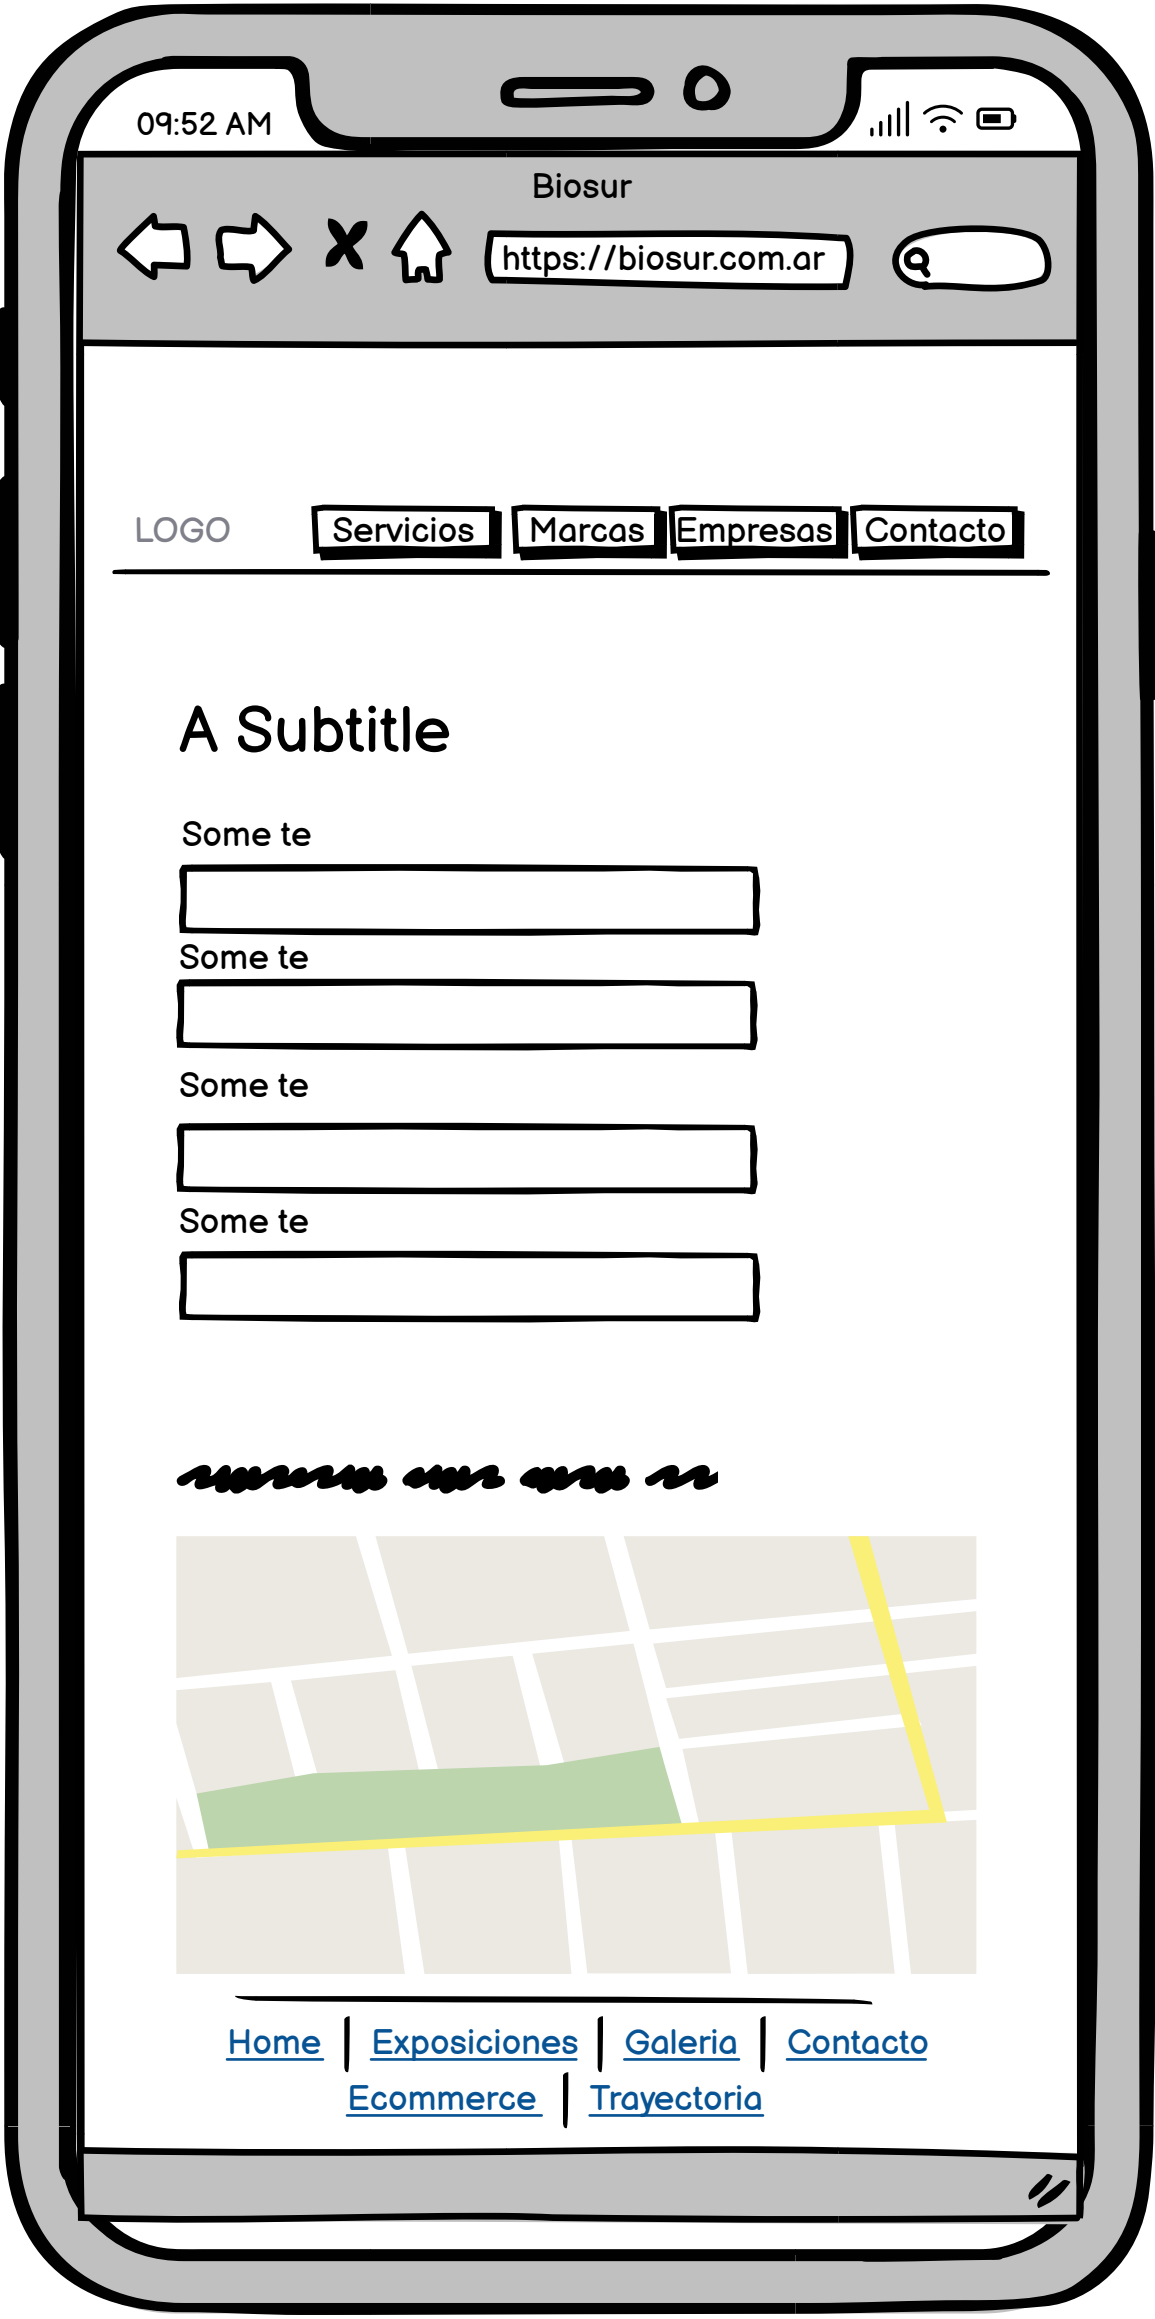 09:52 AM
Biosur
https://biosur.com.ar
LOGO Servicios Marcas Empresas Contacto
A Subtitle
Some te
Some te
Some te
Some te
Home Exposiciones Galeria Contacto
Ecommerce Trayectoria